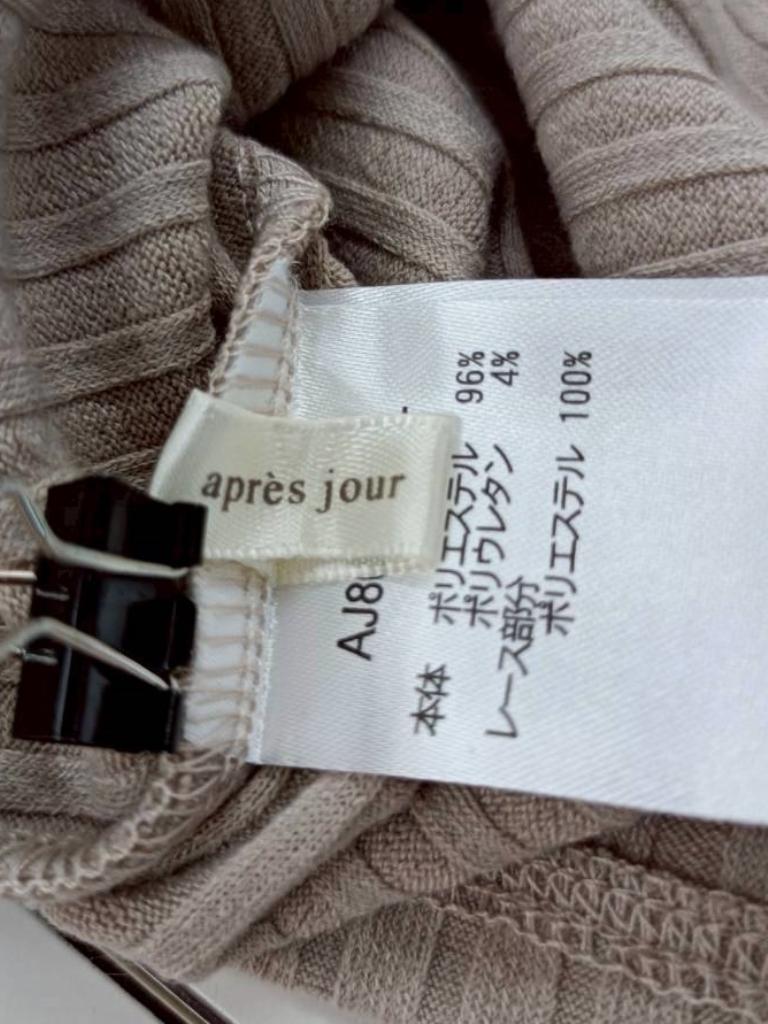 après jour
AJ8
本体 ポリエステル 96%
ポリウレタン 4%
レース部分
ポリエステル 100%